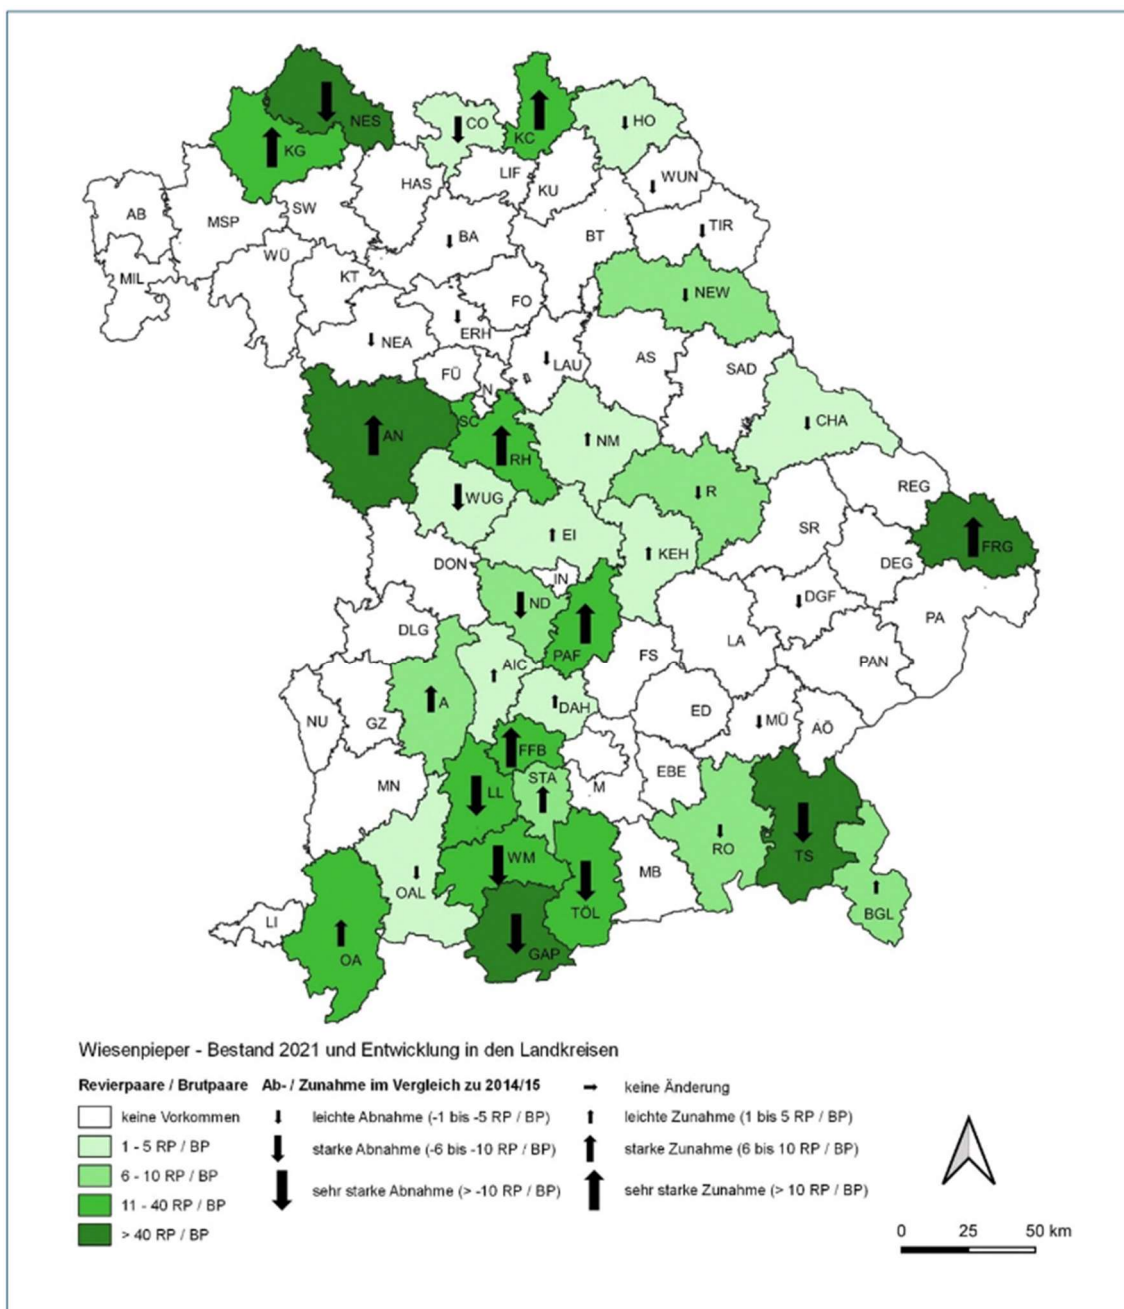 NES
CO
KC
HO
KG
HAS
LIF
KU
WUN
AB
MSP
SW
BA
BT
TIR
WÜ
MIL
KT
NEW
FO
ERH
NEA
LAU
AS
SAD
FÜ
N
SC
AN
RH
NM
CHA
WUG
R
REG
EI
KEH
SR
FRG
DON
IN
DEG
ND
DGF
DLG
LA
PA
PAF
FS
AIC
PAN
A
DAH
ED
NU
GZ
MÜ
AÖ
FFB
MN
LL
STA
M
EBE
WM
RO
TS
OAL
MB
TÖL
BGL
LI
OA
GAP
Wiesenpieper - Bestand 2021 und Entwicklung in den Landkreisen
Revierpaare / Brutpaare Ab- / Zunahme im Vergleich zu 2014/15 keine Änderung
keine Vorkommen leichte Abnahme (-1 bis -5 RP / BP) leichte Zunahme (1 bis 5 RP / BP)
1 - 5 RP / BP starke Abnahme (-6 bis -10 RP / BP) starke Zunahme (6 bis 10 RP / BP)
6 - 10 RP / BP
11 - 40 RP / BP sehr starke Abnahme (> -10 RP / BP) sehr starke Zunahme (> 10 RP / BP)
> 40 RP / BP
0 25 50 km